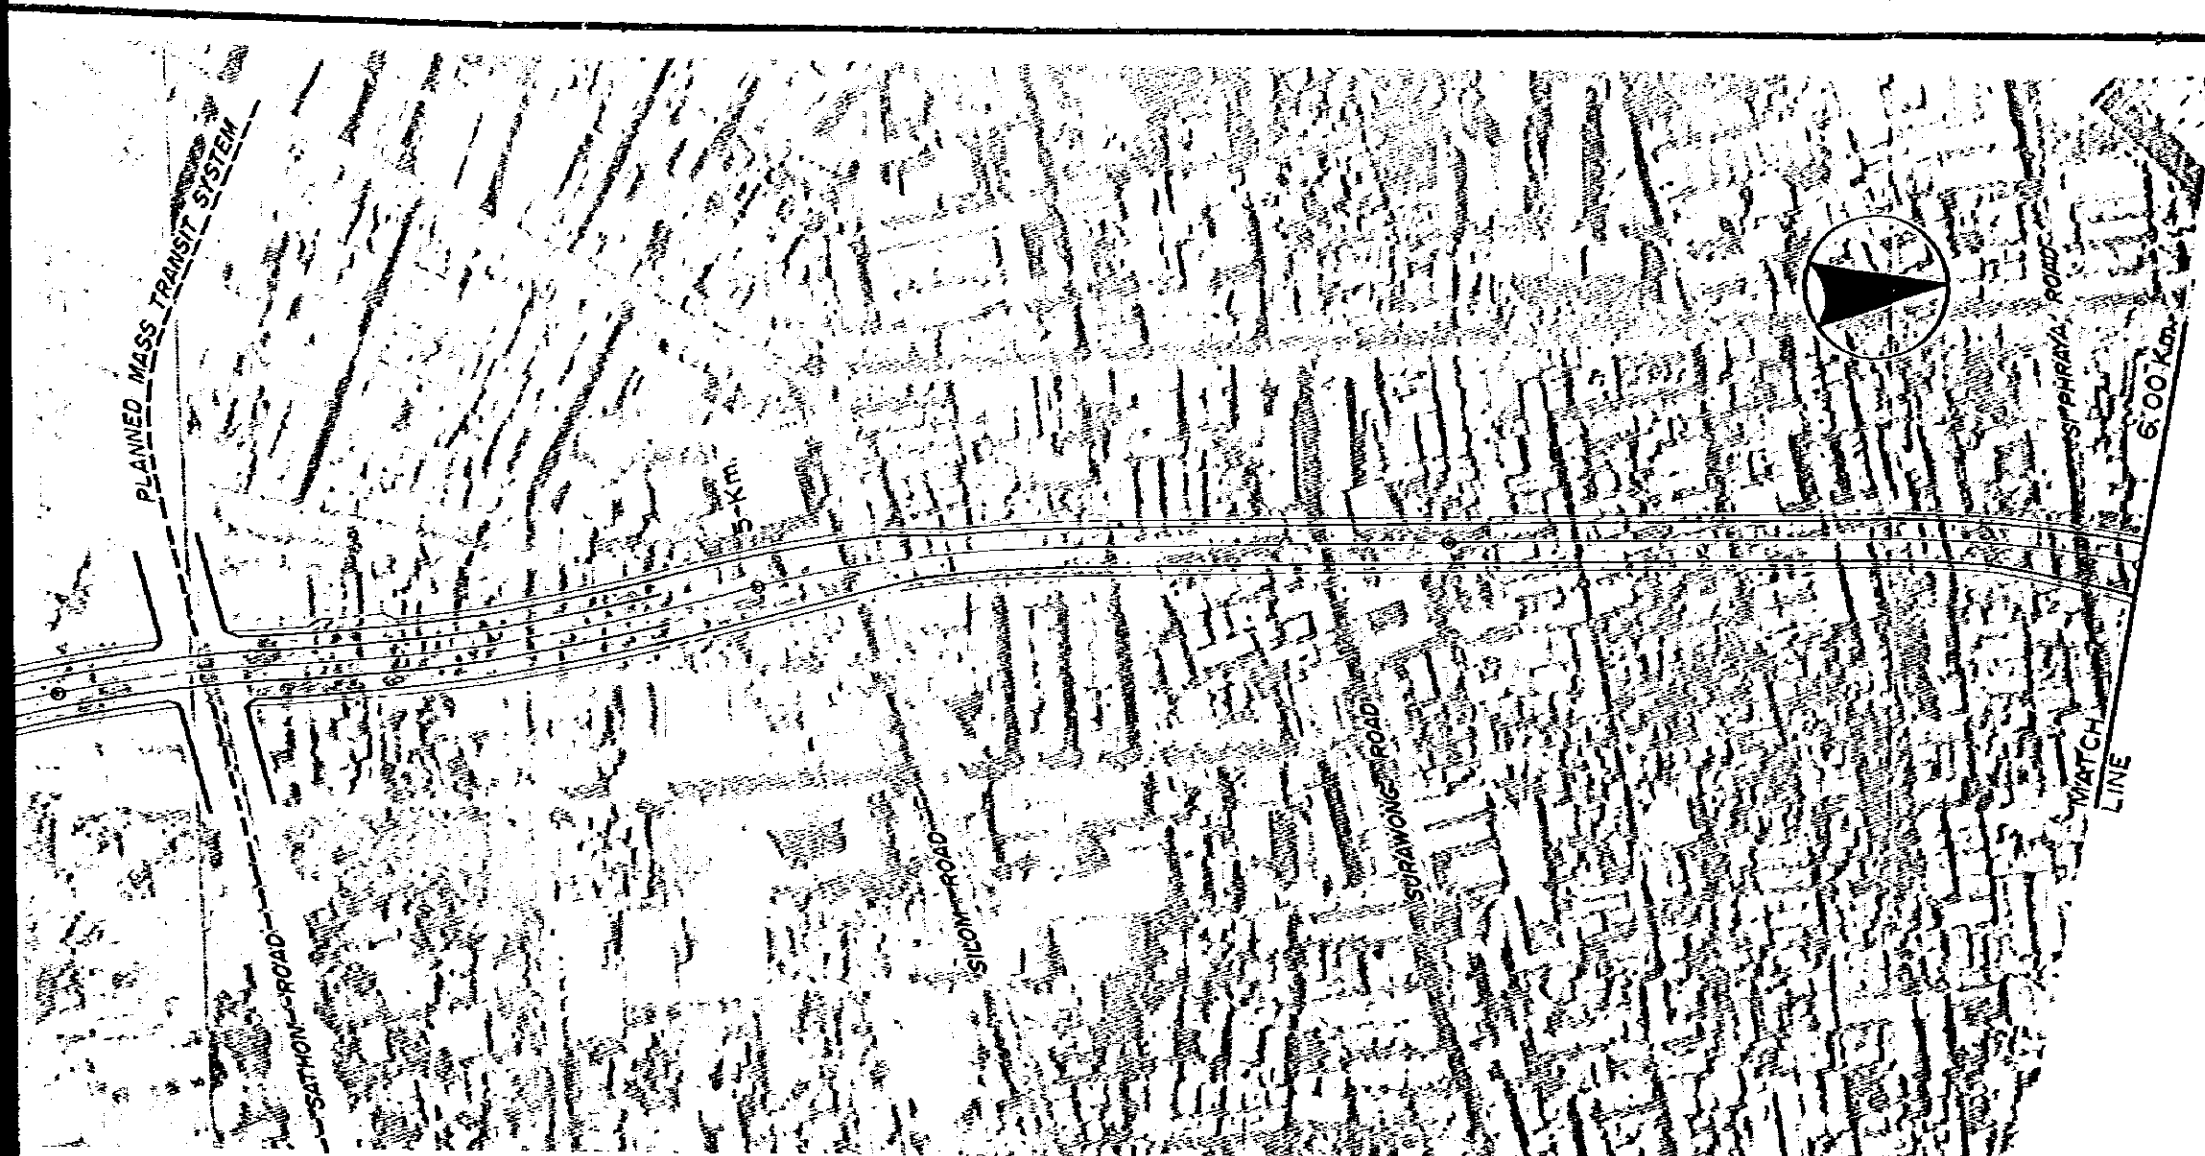 PLANNED MASS TRANSIT SYSTEM
5-Km.
SATHON ROAD
SILOM ROAD
SURAWONG ROAD
SIPHRAYA ROAD
6.00 Km.
MATCH
LINE